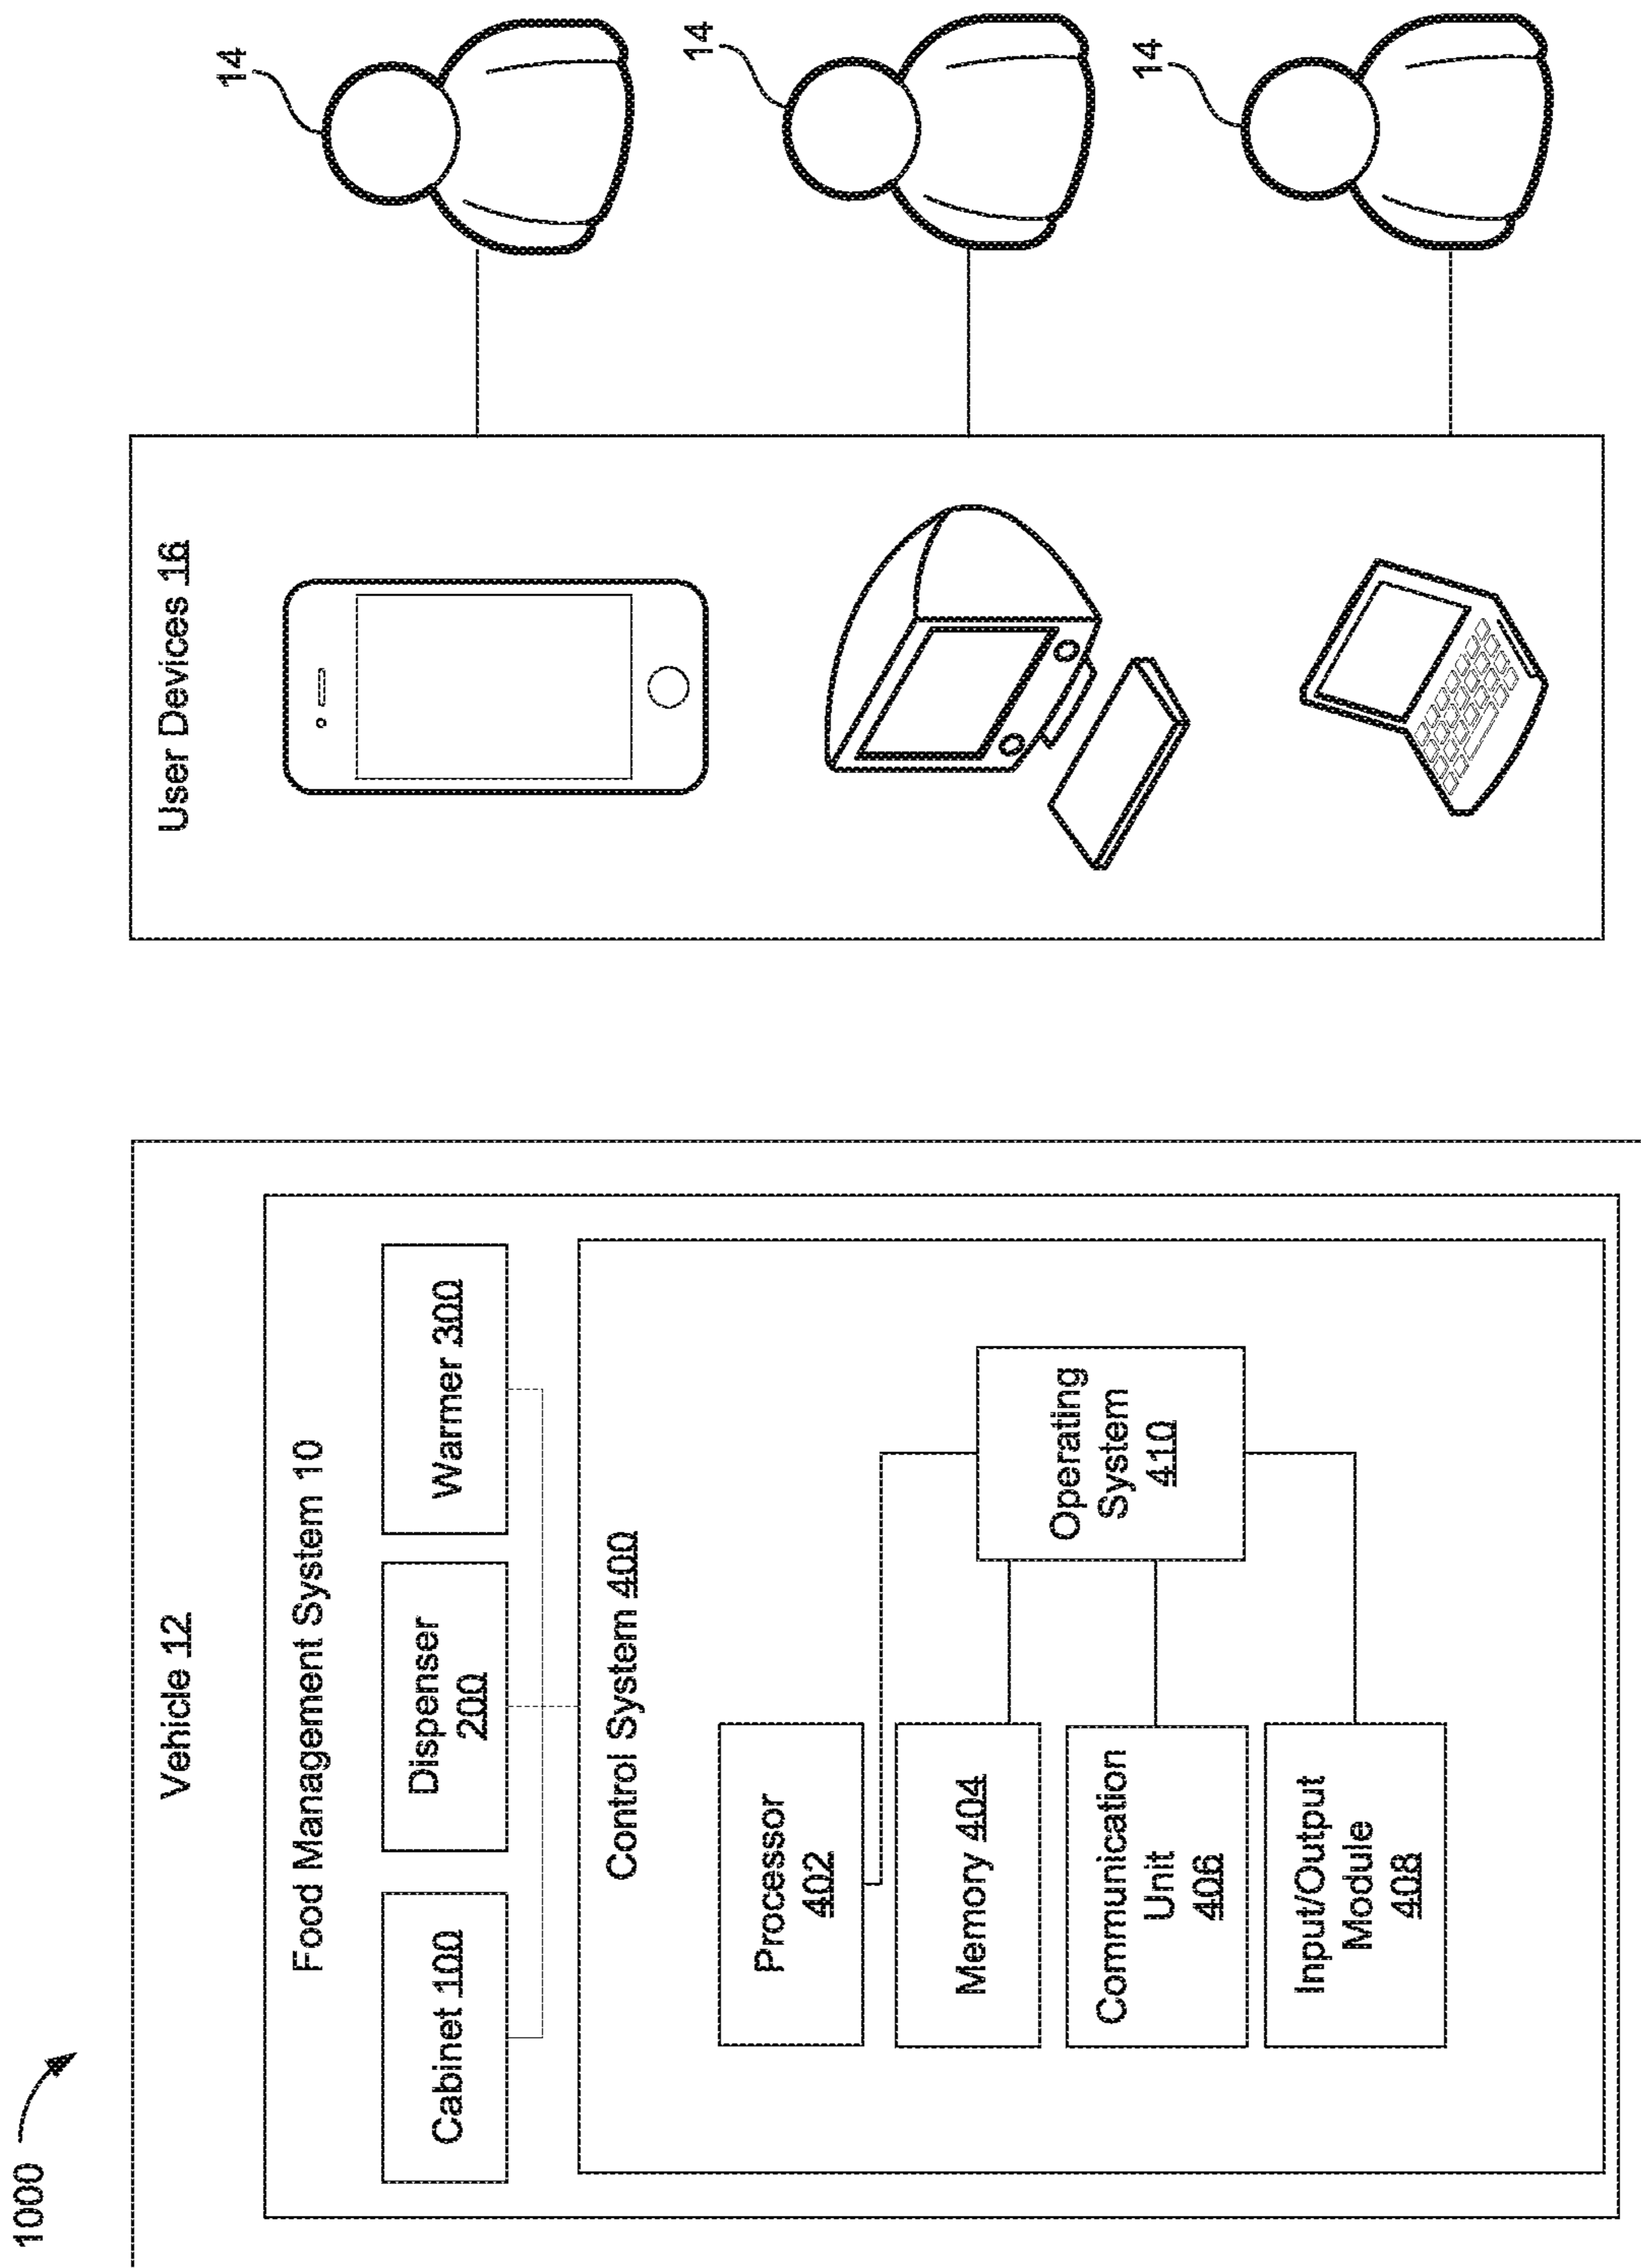 1000
Vehicle 12
Food Management System 10
Cabinet 100
Dispenser
200
Warmer 300
Control System 400
Processor
402
Memory 404
Communication
Unit
406
Input/Output
Module
408
Operating
System
410
User Devices 16
14
14
14